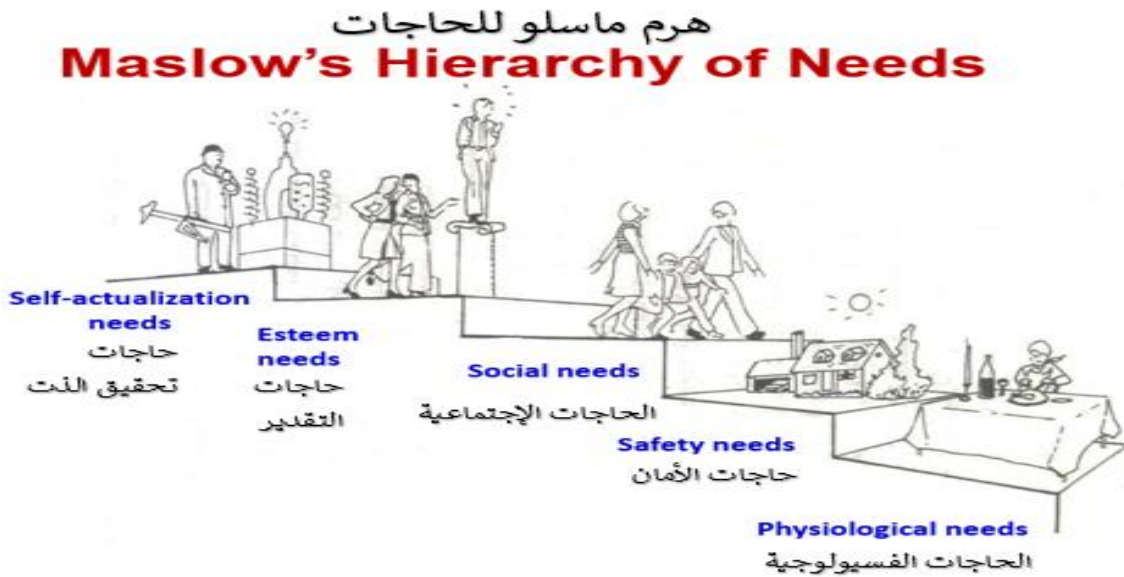 هرم ماسلو للحاجات
Maslow's Hierarchy of Needs
Self-actualization
needs
حاجات
تحقيق الذت
Esteem
needs
حاجات
التقدير
Social needs
الحاجات الإجتماعية
Safety needs
حاجات الأمان
Physiological needs
الحاجات الفسيولوجية